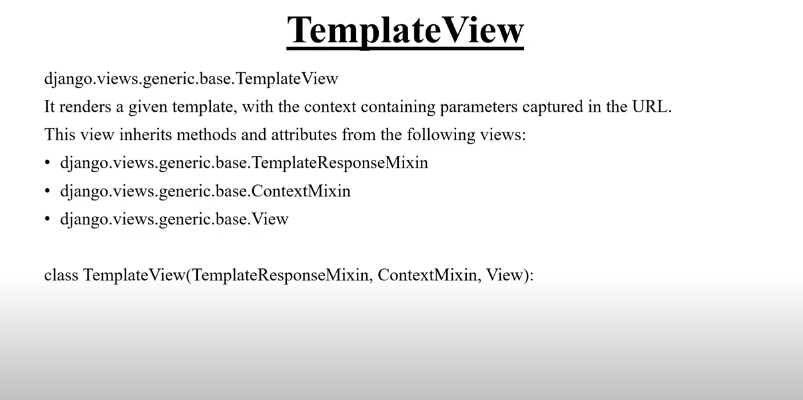 TemplateView
django.views.generic.base.TemplateView
It renders a given template, with the context containing parameters captured in the URL.
This view inherits methods and attributes from the following views:
• django.views.generic.base.TemplateResponseMixin
• django.views.generic.base.ContextMixin
• django.views.generic.base.View
class TemplateView(TemplateResponseMixin, ContextMixin, View):